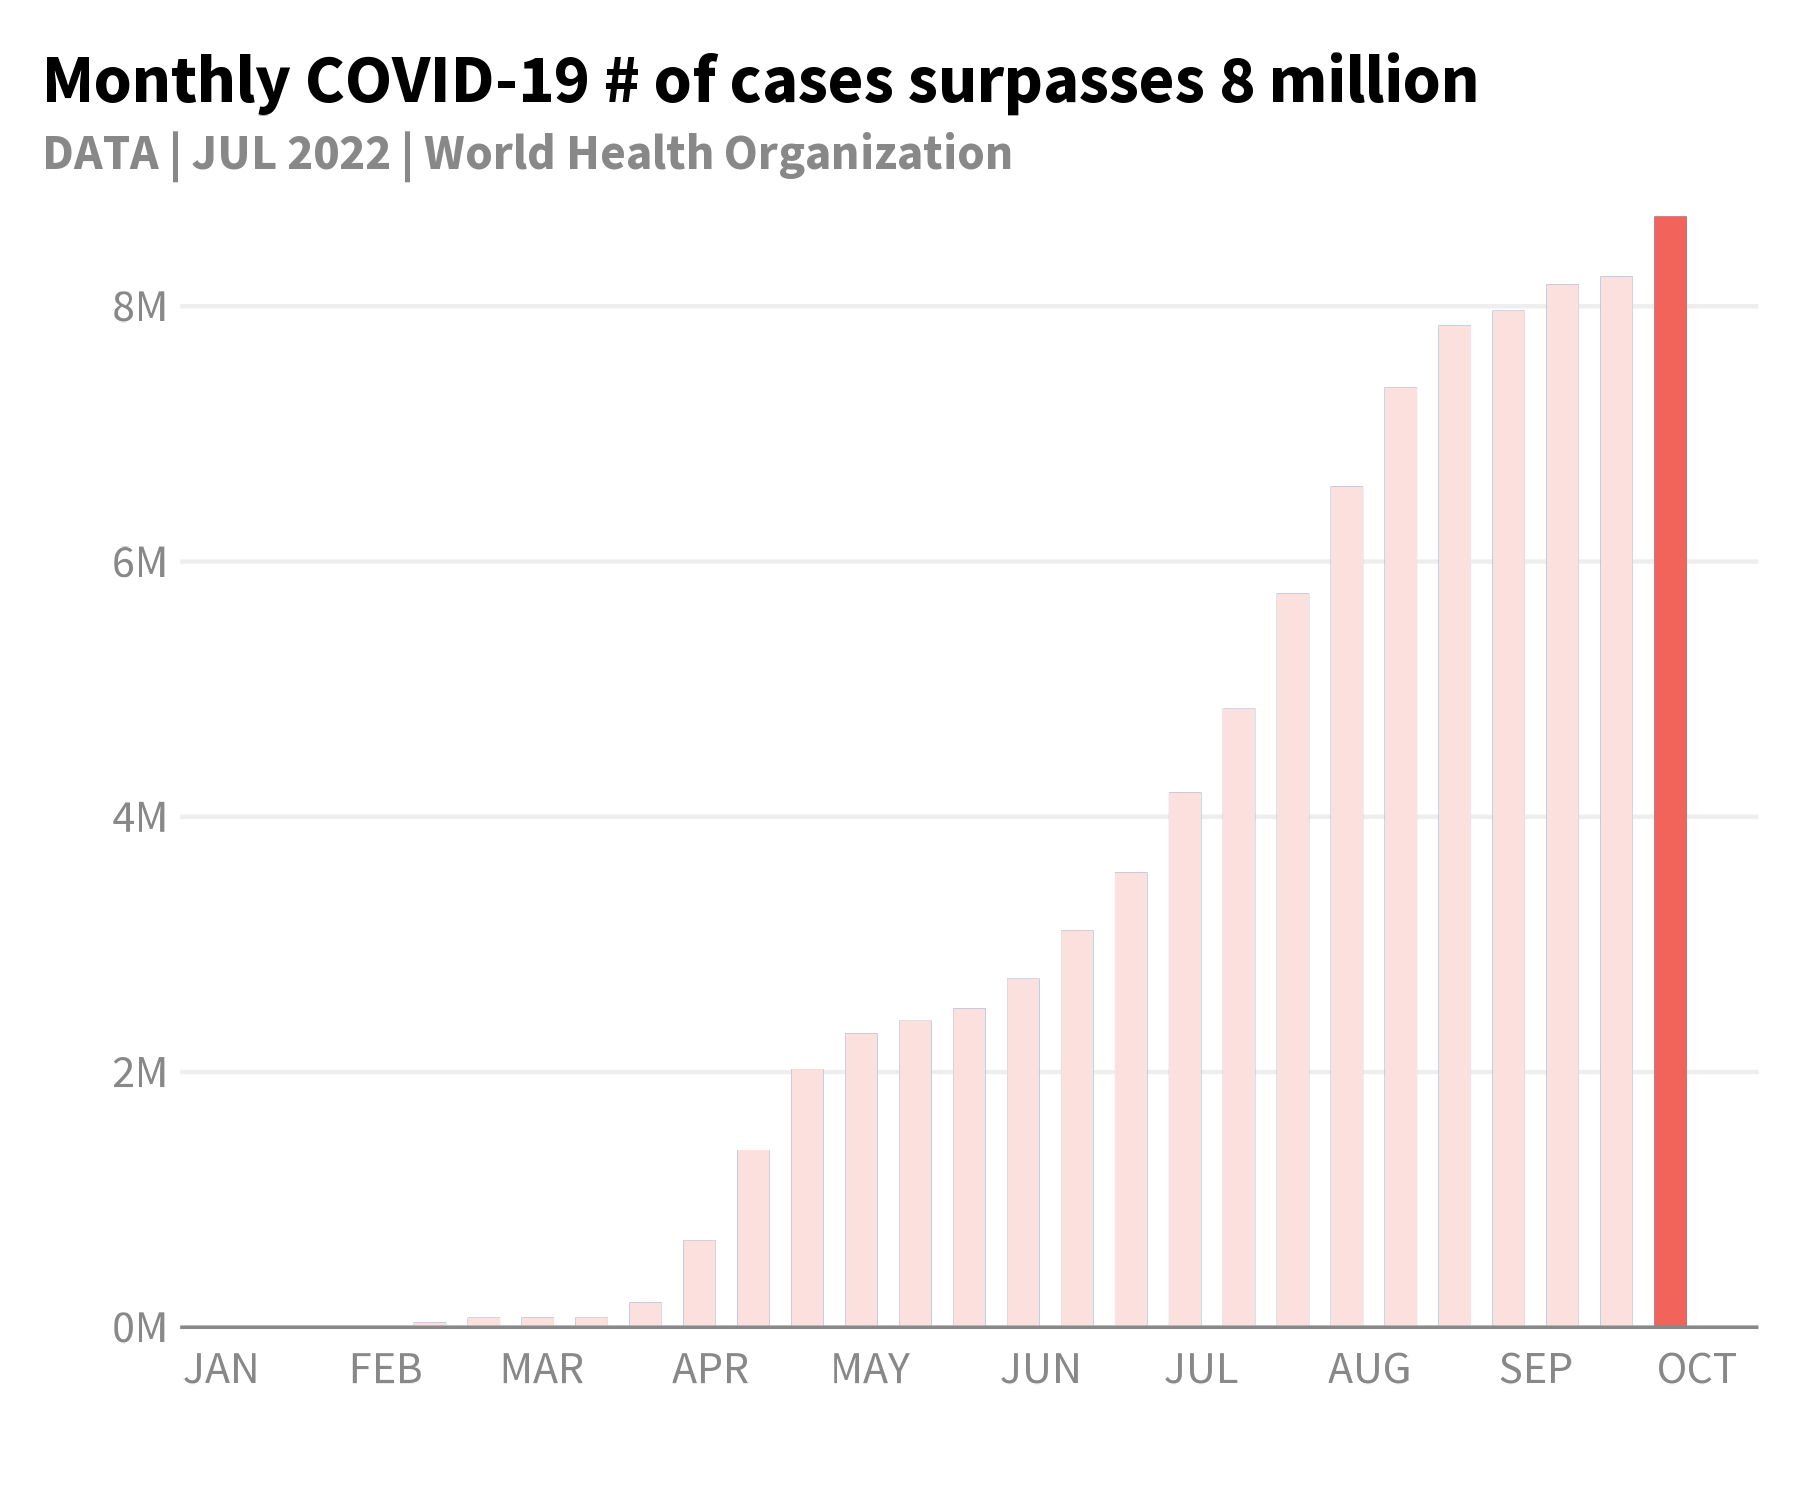 Monthly COVID-19 # of cases surpasses 8 million
DATA | JUL 2022 | World Health Organization
8M
6M
4M
2M
0M
JAN FEB MAR APR MAY JUN JUL AUG SEP OCT